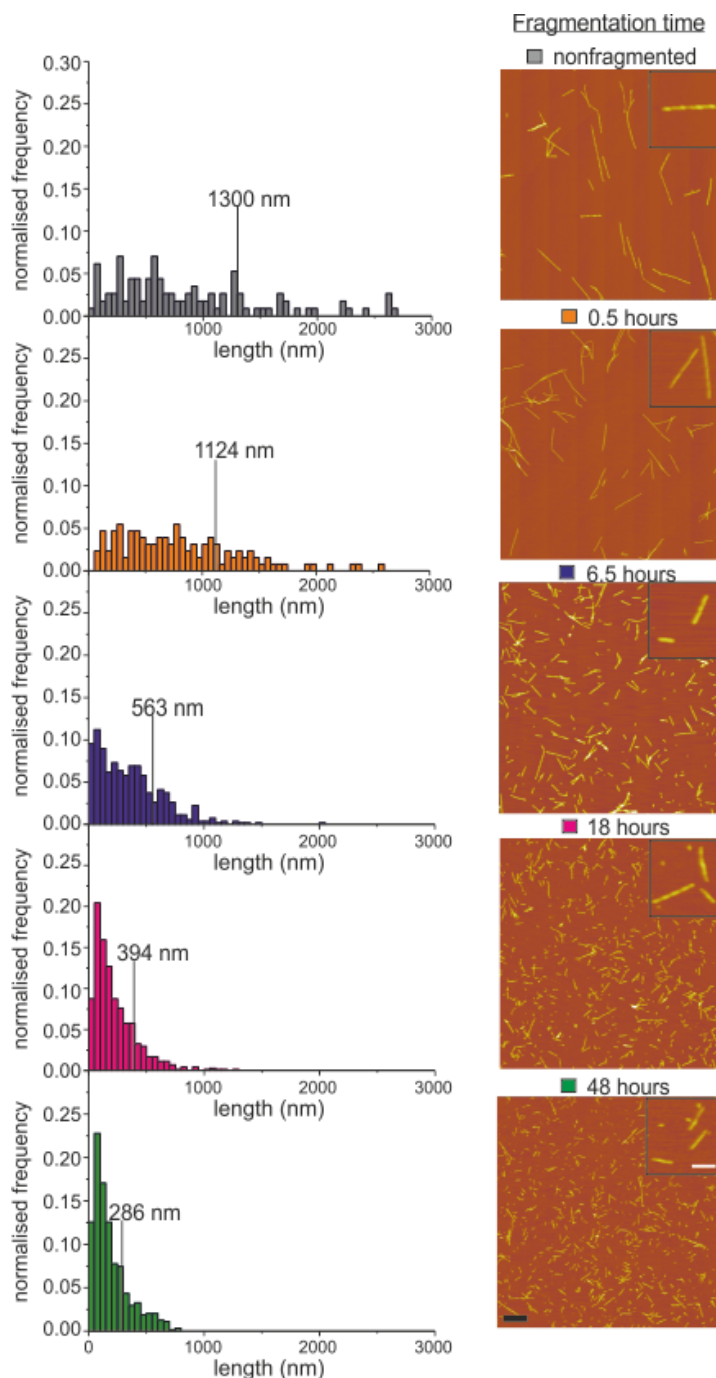 Fragmentation time
nonfragmented
normalised frequency
0.30
0.25
0.20
0.15
0.10
0.05
0.00
1300 nm
1000
2000
3000
length (nm)
0.5 hours
normalised frequency
0.25
0.20
0.15
0.10
0.05
0.00
1124 nm
1000
2000
3000
length (nm)
6.5 hours
normalised frequency
0.25
0.20
0.15
0.10
0.05
0.00
563 nm
1000
2000
3000
length (nm)
18 hours
normalised frequency
0.25
0.20
0.15
0.10
0.05
0.00
394 nm
1000
2000
3000
length (nm)
48 hours
normalised frequency
0.25
0.20
0.15
0.10
0.05
0.00
286 nm
0
1000
2000
3000
length (nm)